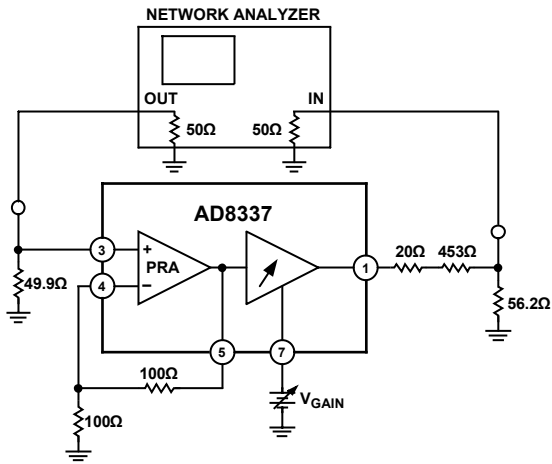 NETWORK ANALYZER
OUT
IN
50Ω
50Ω
AD8337
3
+
PRA
4
–
1
20Ω
453Ω
49.9Ω
56.2Ω
5
7
100Ω
VGAIN
100Ω